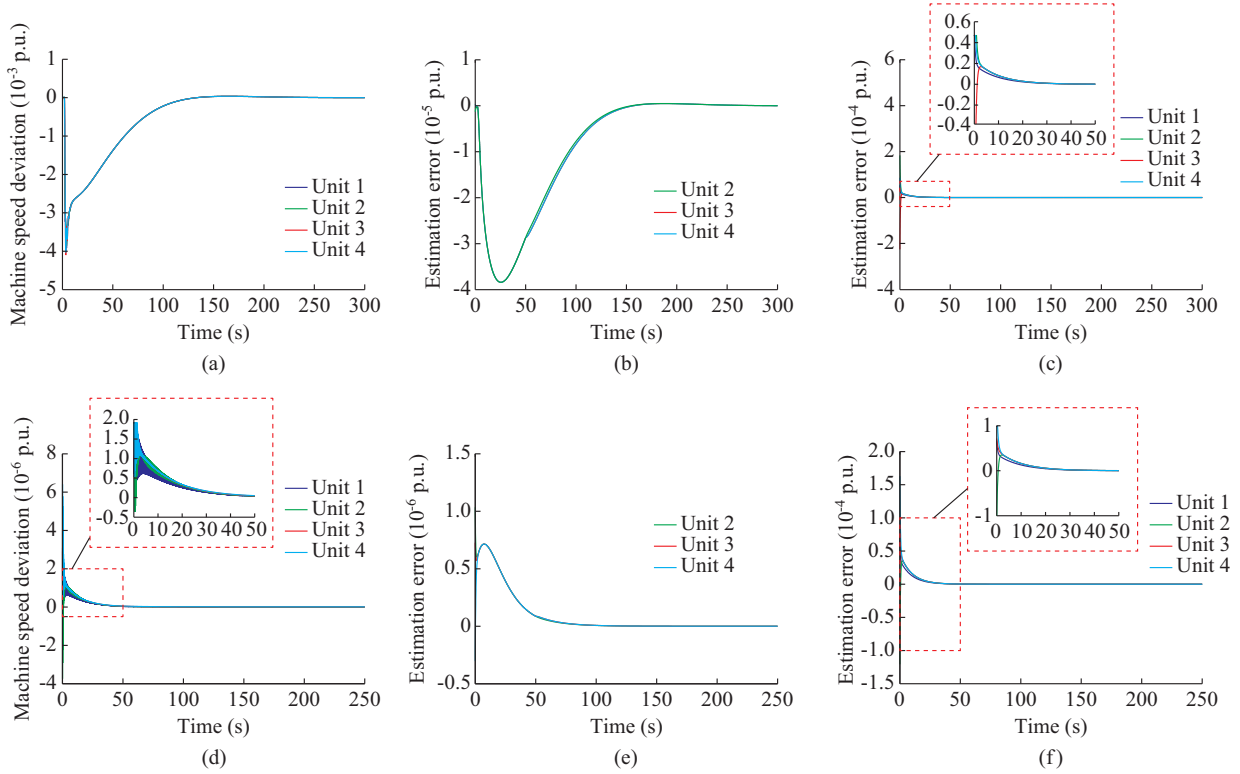 Machine speed deviation (10-3 p.u.)
1
0
-1
-2
-3
-4
-5
0 50 100 150 200 250 300
Time (s)
Unit 1
Unit 2
Unit 3
Unit 4
(a)
Estimation error (10-5 p.u.)
1
0
-1
-2
-3
-4
0 50 100 150 200 250 300
Time (s)
Unit 2
Unit 3
Unit 4
(b)
Estimation error (10-4 p.u.)
6
4
2
0
-2
-4
0 50 100 150 200 250 300
Time (s)
0.6
0.4
0.2
0
-0.2
-0.4
0 10 20 30 40 50
Unit 1
Unit 2
Unit 3
Unit 4
(c)
Machine speed deviation (10-6 p.u.)
8
6
4
2
0
-2
-4
0 50 100 150 200 250
Time (s)
2.0
1.5
1.0
0.5
0
-0.5
0 10 20 30 40 50
Unit 1
Unit 2
Unit 3
Unit 4
(d)
Estimation error (10-6 p.u.)
1.5
1.0
0.5
0
-0.5
0 50 100 150 200 250
Time (s)
Unit 2
Unit 3
Unit 4
(e)
Estimation error (10-4 p.u.)
2.0
1.5
1.0
0.5
0
-0.5
-1.0
-1.5
0 50 100 150 200 250
Time (s)
1
0
-1
0 10 20 30 40 50
Unit 1
Unit 2
Unit 3
Unit 4
(f)